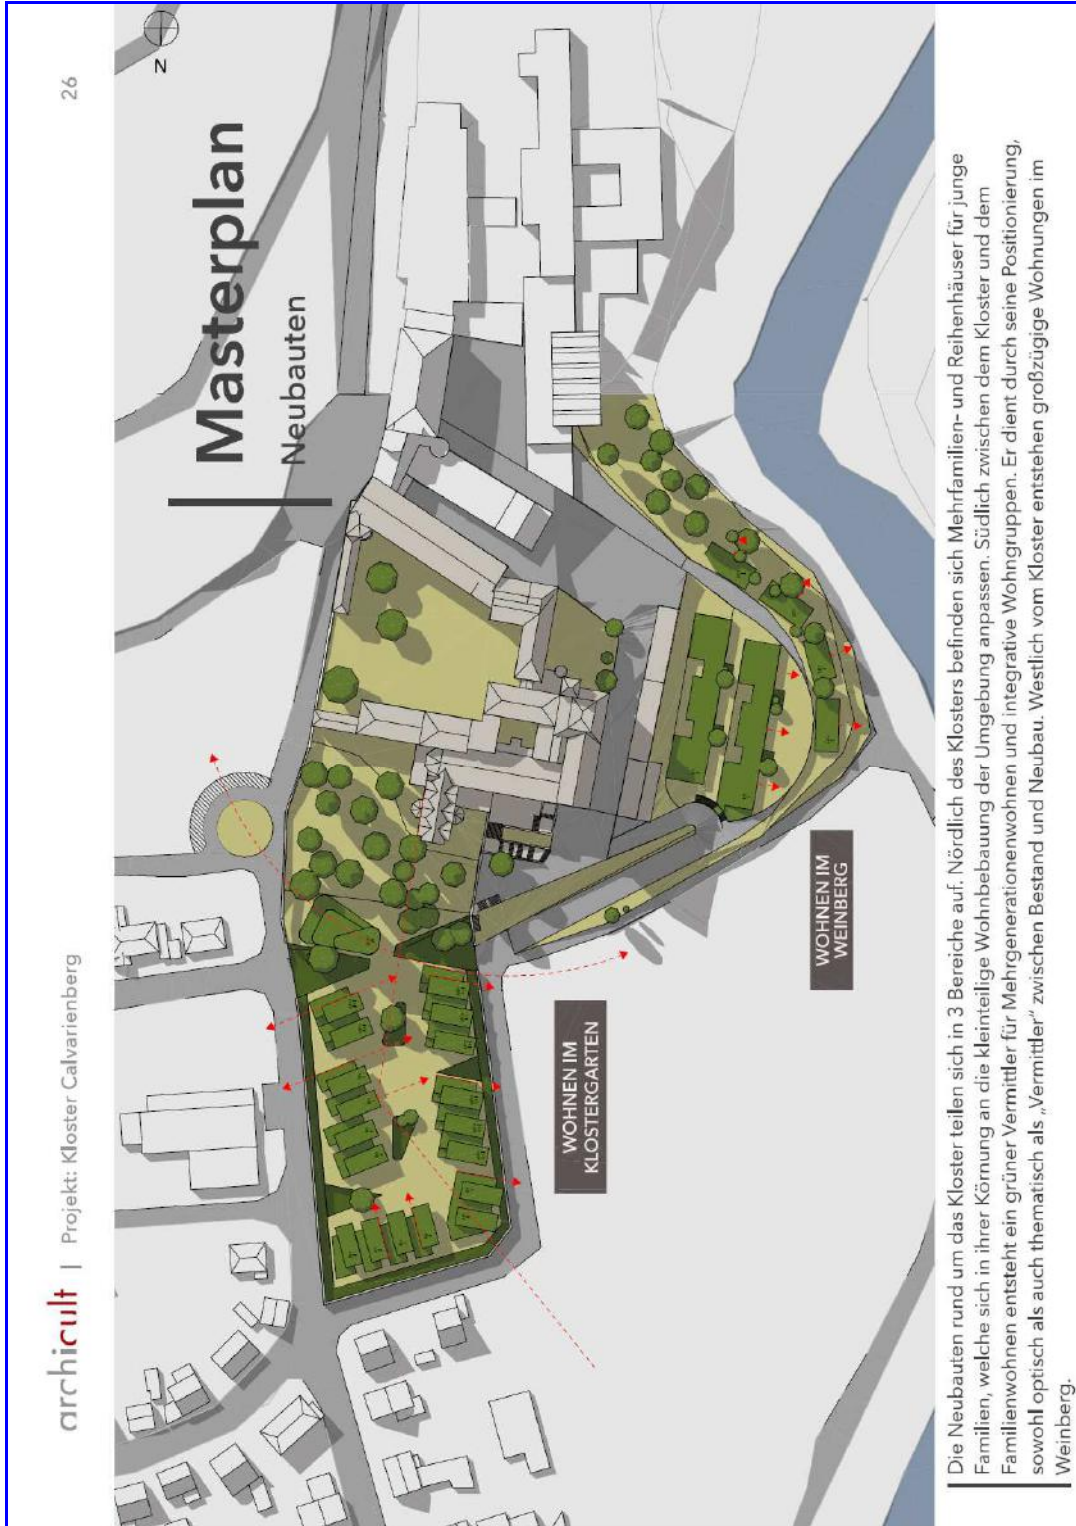 archicult | Projekt: Kloster Calvarienberg
26
Masterplan
Neubauten
N
WOHNEN IM
KLOSTERGARTEN
WOHNEN IM
WEINBERG
Die Neubauten rund um das Kloster teilen sich in 3 Bereiche auf. Nördlich des Klosters befinden sich Mehrfamilien- und Reihenhäuser für junge
Familien, welche sich in ihrer Körnung an die kleinteilige Wohnbebauung der Umgebung anpassen. Südlich zwischen dem Kloster und dem
Familienwohnen entsteht ein grüner Vermittler für Mehrgenerationenwohnen und integrative Wohngruppen. Er dient durch seine Positionierung,
sowohl optisch als auch thematisch als „Vermittler" zwischen Bestand und Neubau. Westlich vom Kloster entstehen großzügige Wohnungen im
Weinberg.